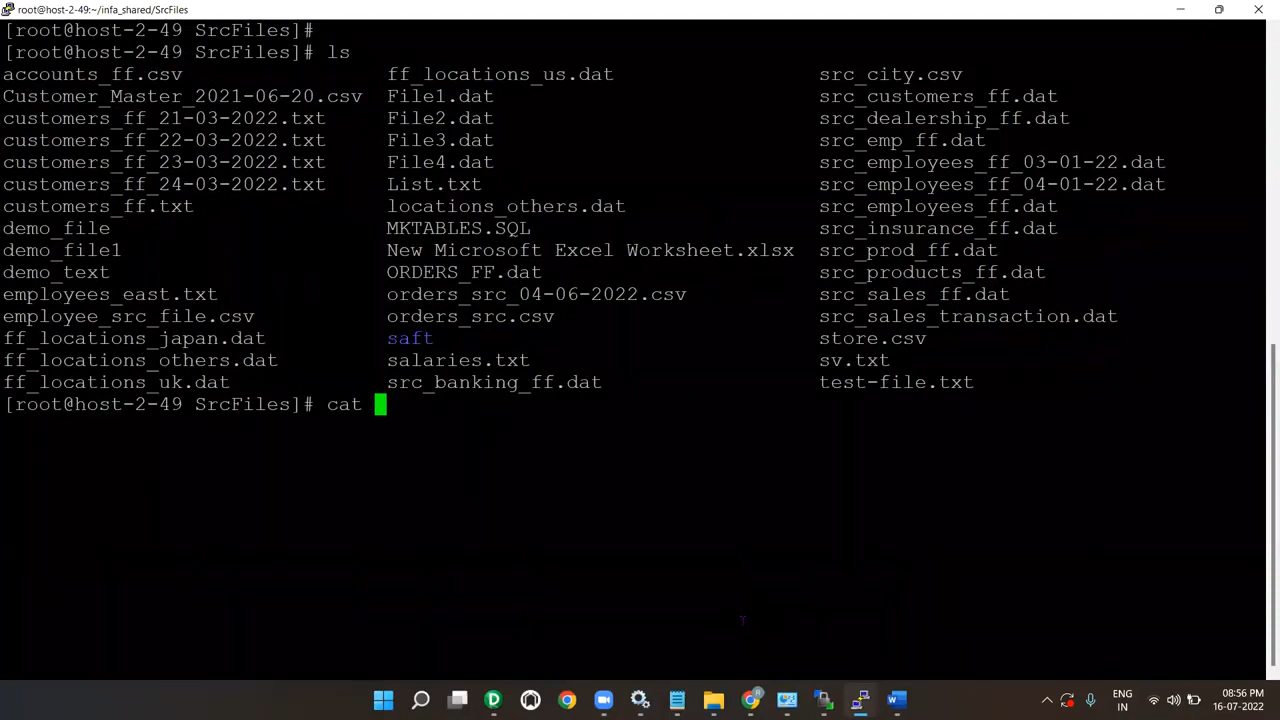 root@host-2-49:~/infa_shared/SrcFiles
[root@host-2-49 SrcFiles]#
[root@host-2-49 SrcFiles]# ls
accounts_ff.csv ff_locations_us.dat src_city.csv
Customer_Master_2021-06-20.csv File1.dat src_customers_ff.dat
customers_ff_21-03-2022.txt File2.dat src_dealership_ff.dat
customers_ff_22-03-2022.txt File3.dat src_emp_ff.dat
customers_ff_23-03-2022.txt File4.dat src_employees_ff_03-01-22.dat
customers_ff_24-03-2022.txt List.txt src_employees_ff_04-01-22.dat
customers_ff.txt locations_others.dat src_employees_ff.dat
demo_file MKTABLES.SQL src_insurance_ff.dat
demo_file1 New Microsoft Excel Worksheet.xlsx src_prod_ff.dat
demo_text ORDERS_FF.dat src_products_ff.dat
employees_east.txt orders_src_04-06-2022.csv src_sales_ff.dat
employee_src_file.csv orders_src.csv src_sales_transaction.dat
ff_locations_japan.dat saft store.csv
ff_locations_others.dat salaries.txt sv.txt
ff_locations_uk.dat src_banking_ff.dat test-file.txt
[root@host-2-49 SrcFiles]# cat
ENG 08:56 PM
IN 16-07-2022